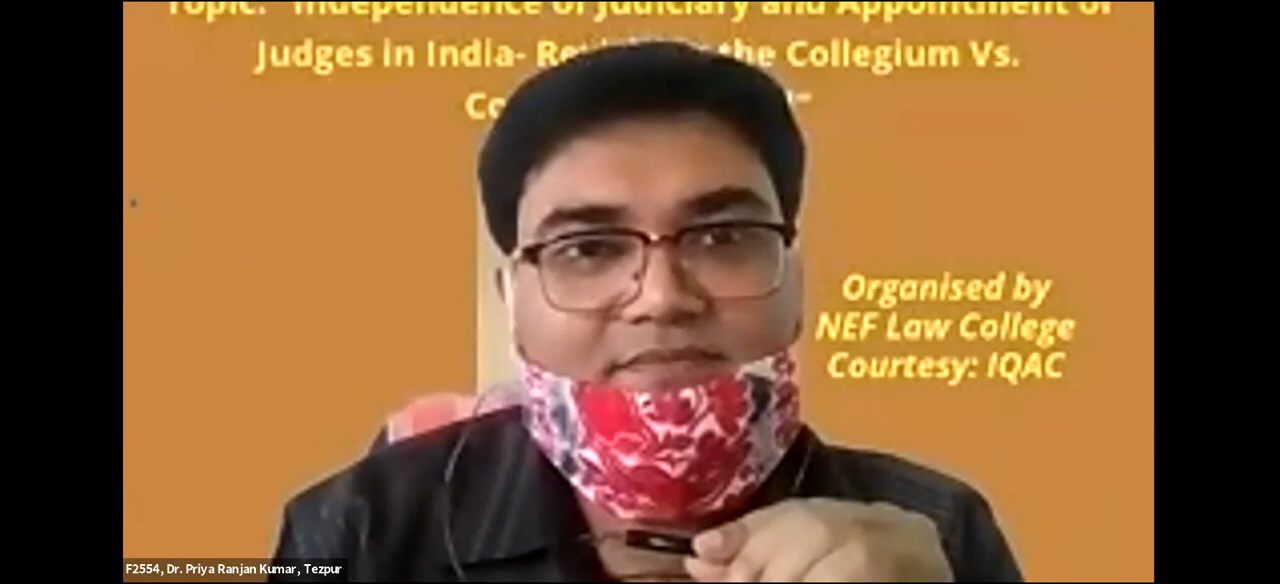 Topic: "Independence of Judiciary and Appointment of
Judges in India- the Collegium Vs.
Organised by
NEF Law College
Courtesy: IQAC
F2554, Dr. Priya Ranjan Kumar, Tezpur